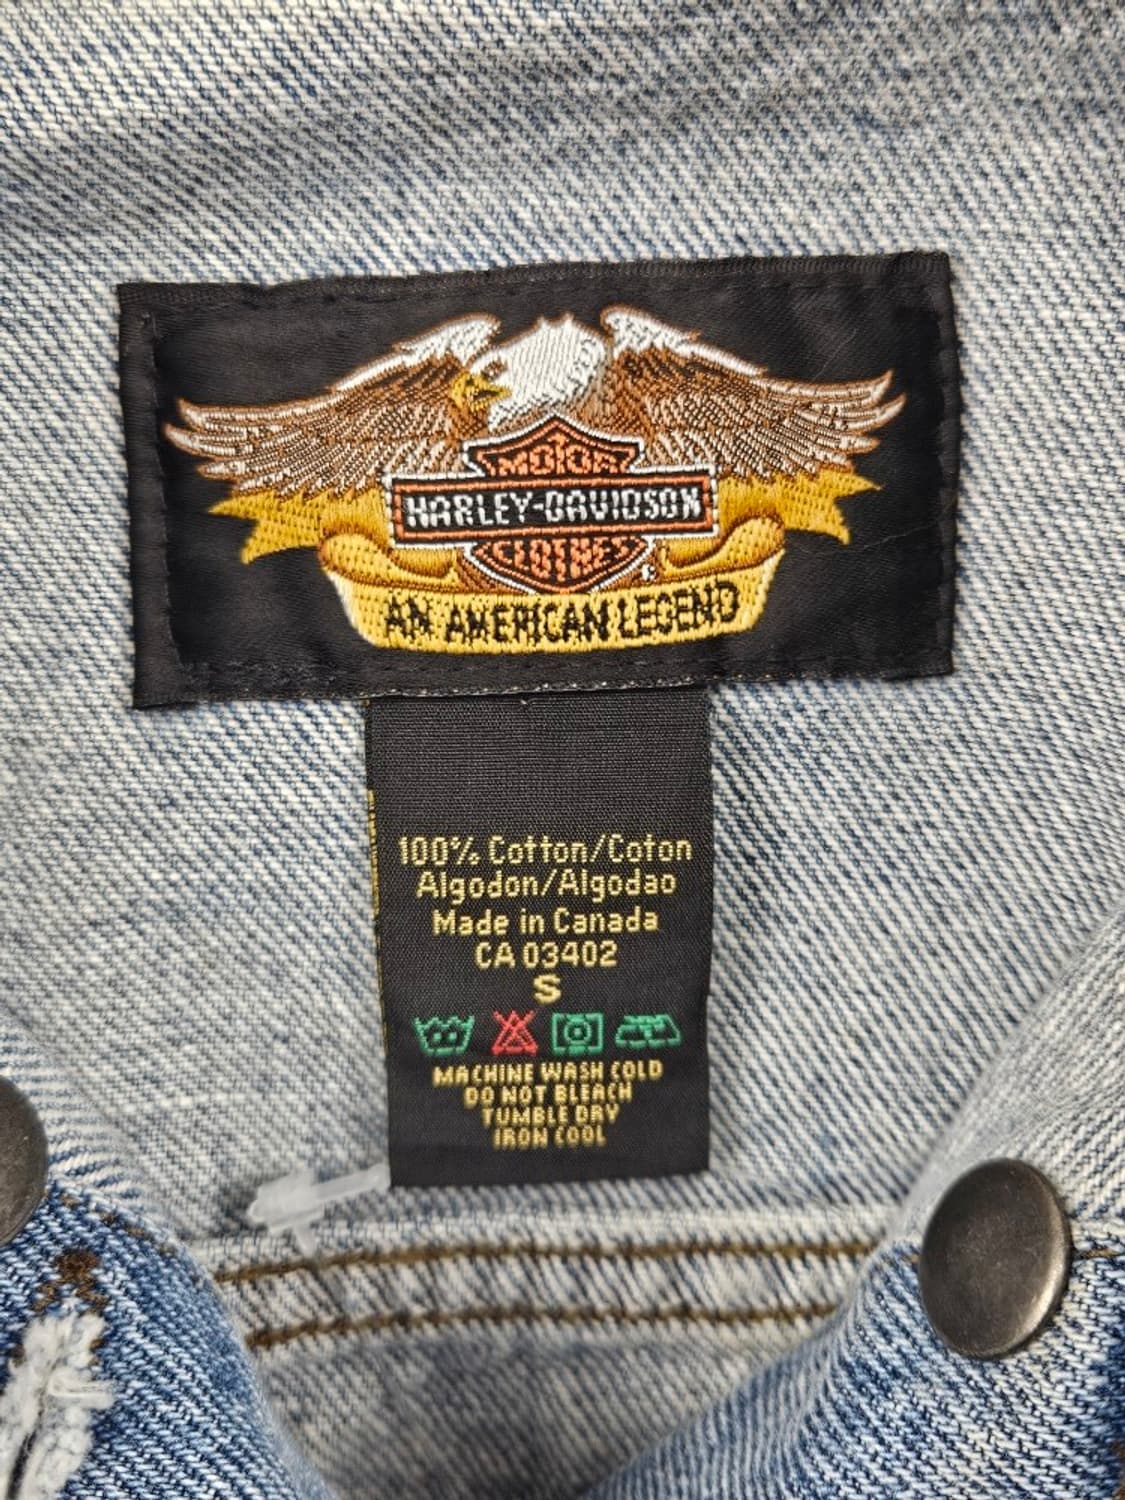 MOTOR
HARLEY-DAVIDSON
CLOTHES
®
AN AMERICAN LEGEND
100% Cotton/Coton
Algodon/Algodao
Made in Canada
CA 03402
S
MACHINE WASH COLD
DO NOT BLEACH
TUMBLE DRY
IRON COOL